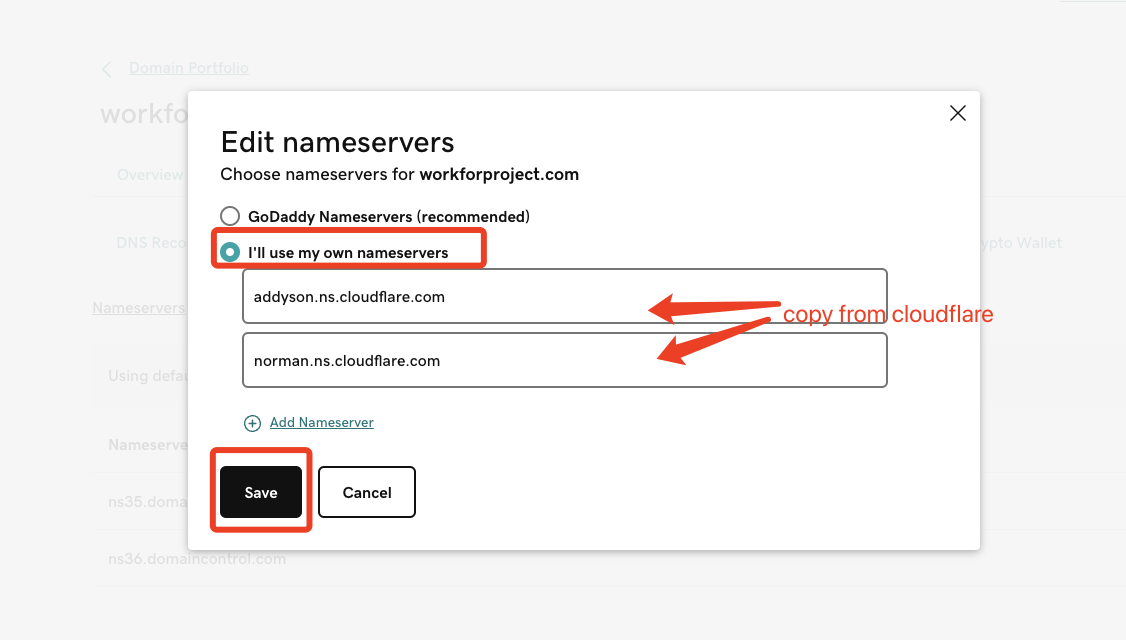 Domain Portfolio
workfo
Edit nameservers
Choose nameservers for workforproject.com
Overview
GoDaddy Nameservers (recommended)
DNS Reco
I'll use my own nameservers
ypto Wallet
addyson.ns.cloudflare.com
Nameservers
copy from cloudflare
norman.ns.cloudflare.com
Using defau
Add Nameserver
Nameserve
Save
Cancel
ns35.doma
ns36.domaincontrol.com